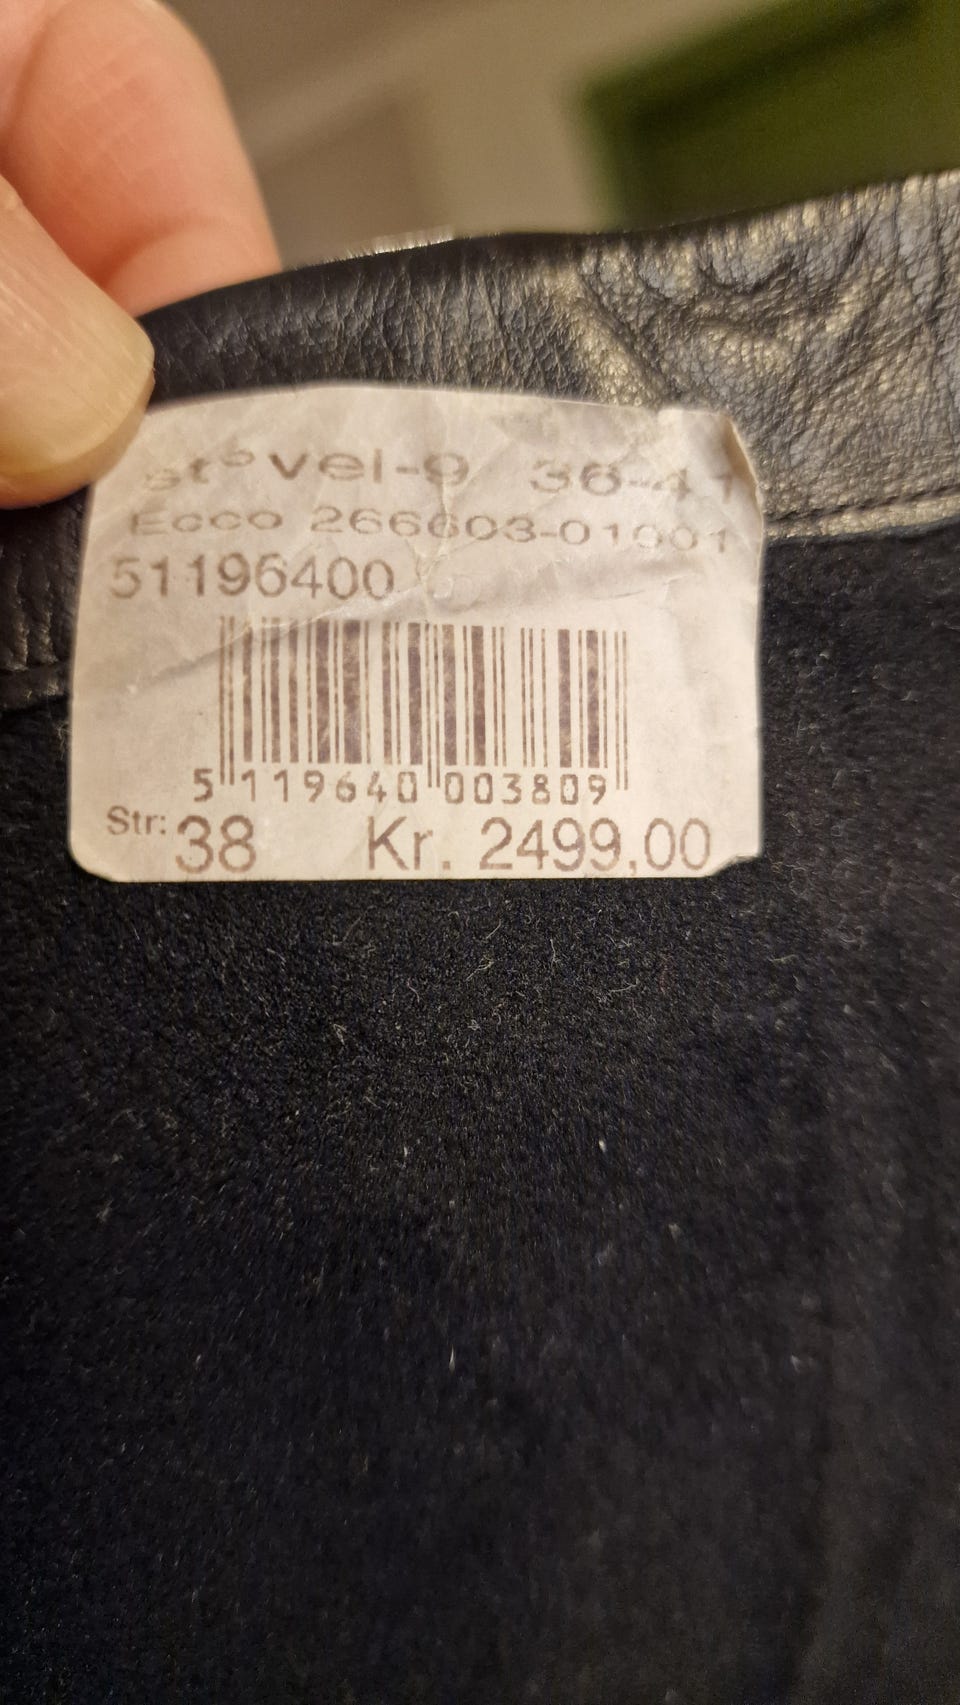 st°vel-9 36-41
Ecco 266603-01001
51196400
5 119640 003809
Str: 38 Kr. 2499,00